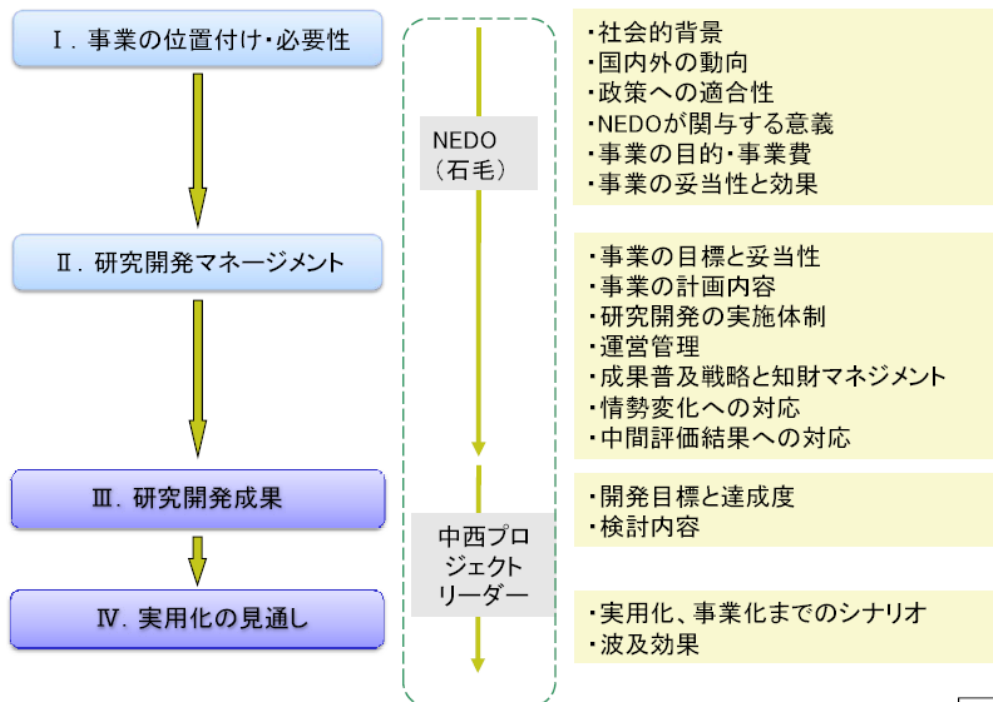 Ⅰ．事業の位置付け・必要性
・社会的背景
・国内外の動向
・政策への適合性
・NEDOが関与する意義
・事業の目的・事業費
・事業の妥当性と効果
NEDO
（石毛）
Ⅱ．研究開発マネージメント
・事業の目標と妥当性
・事業の計画内容
・研究開発の実施体制
・運営管理
・成果普及戦略と知財マネジメント
・情勢変化への対応
・中間評価結果への対応
Ⅲ．研究開発成果
・開発目標と達成度
・検討内容
中西プロ
ジェクト
リーダー
Ⅳ．実用化の見通し
・実用化、事業化までのシナリオ
・波及効果